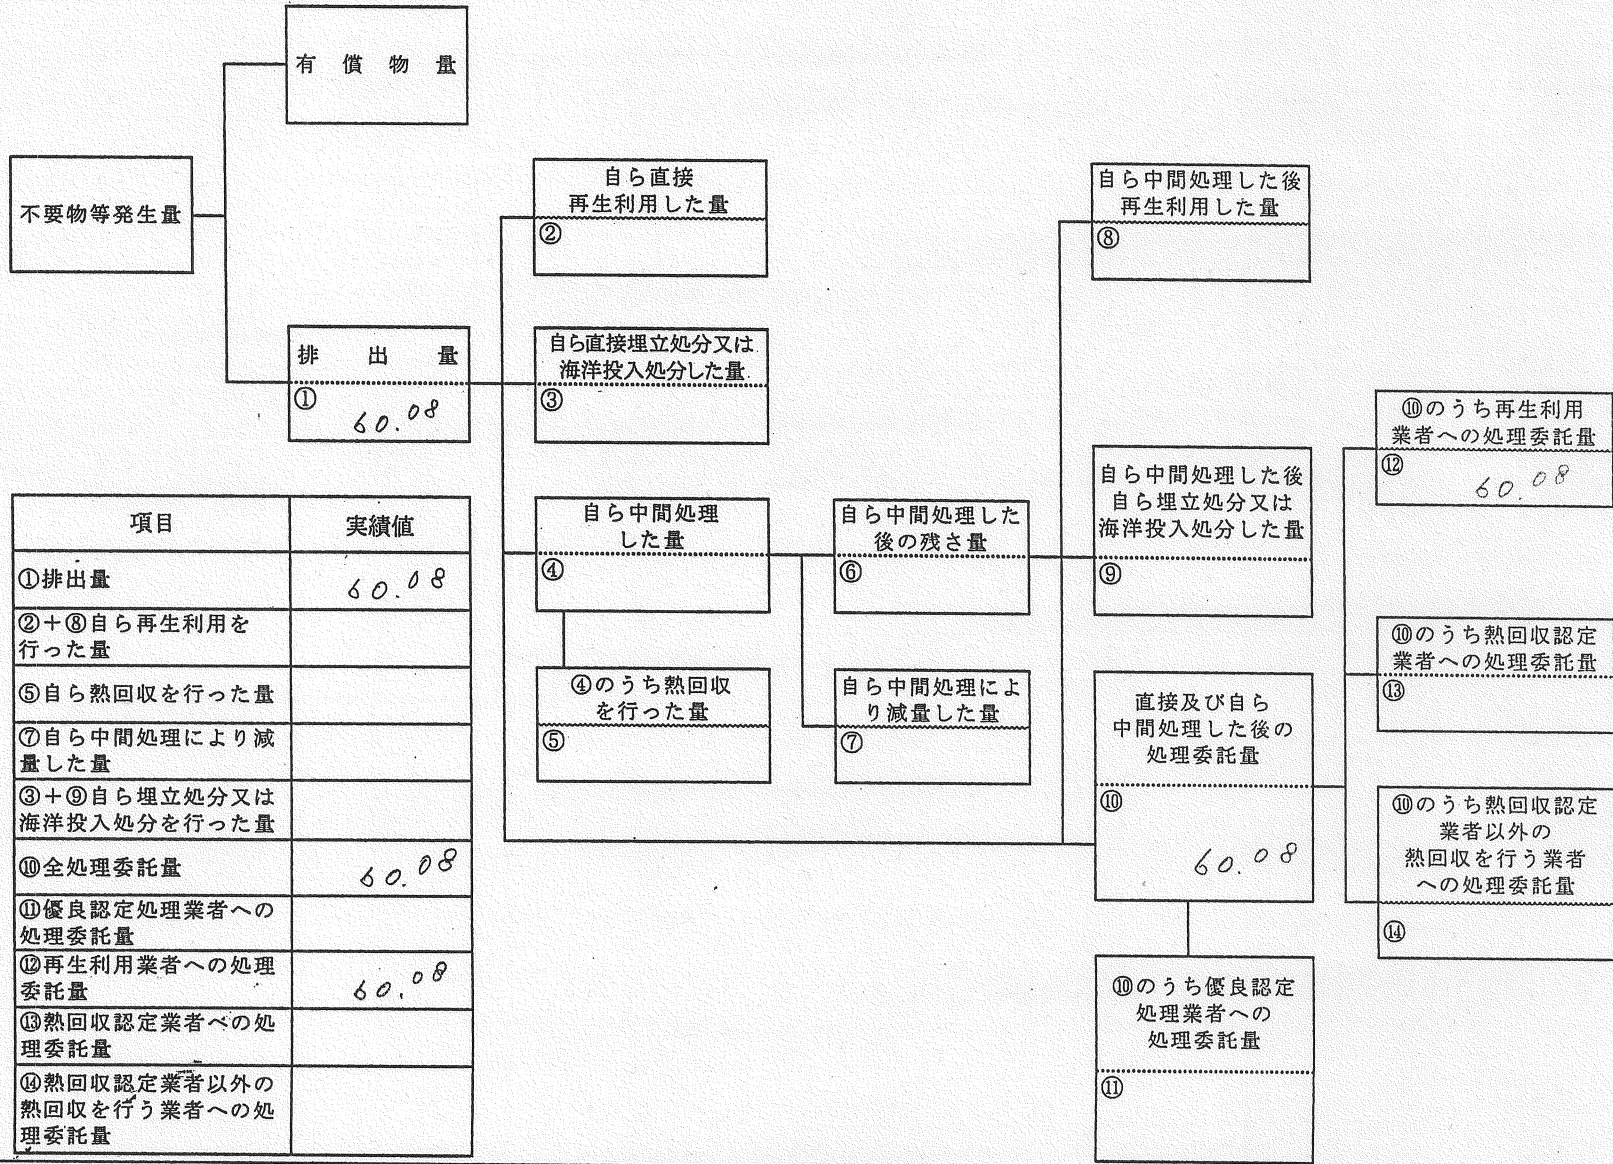 有償物量
不要物等発生量
排出量
①
60.08
自ら直接
再生利用した量
②
自ら直接埋立処分又は
海洋投入処分した量
③
自ら中間処理
した量
④
④のうち熱回収
を行った量
⑤
自ら中間処理した
後の残さ量
⑥
自ら中間処理によ
り減量した量
⑦
自ら中間処理した後
再生利用した量
⑧
自ら中間処理した後
自ら埋立処分又は
海洋投入処分した量
⑨
直接及び自ら
中間処理した後の
処理委託量
⑩
60.08
⑩のうち優良認定
処理業者への
処理委託量
⑪
⑩のうち再生利用
業者への処理委託量
⑫
60.08
⑩のうち熱回収認定
業者への処理委託量
⑬
⑩のうち熱回収認定
業者以外の
熱回収を行う業者
への処理委託量
⑭
項目 実績値
①排出量 60.08
②+⑧自ら再生利用を
行った量
⑤自ら熱回収を行った量
⑦自ら中間処理により減
量した量
③+⑨自ら埋立処分又は
海洋投入処分を行った量
⑩全処理委託量 60.08
⑪優良認定処理業者への
処理委託量
⑫再生利用業者への処理
委託量 60.08
⑬熱回収認定業者への処
理委託量
⑭熱回収認定業者以外の
熱回収を行う業者への処
理委託量